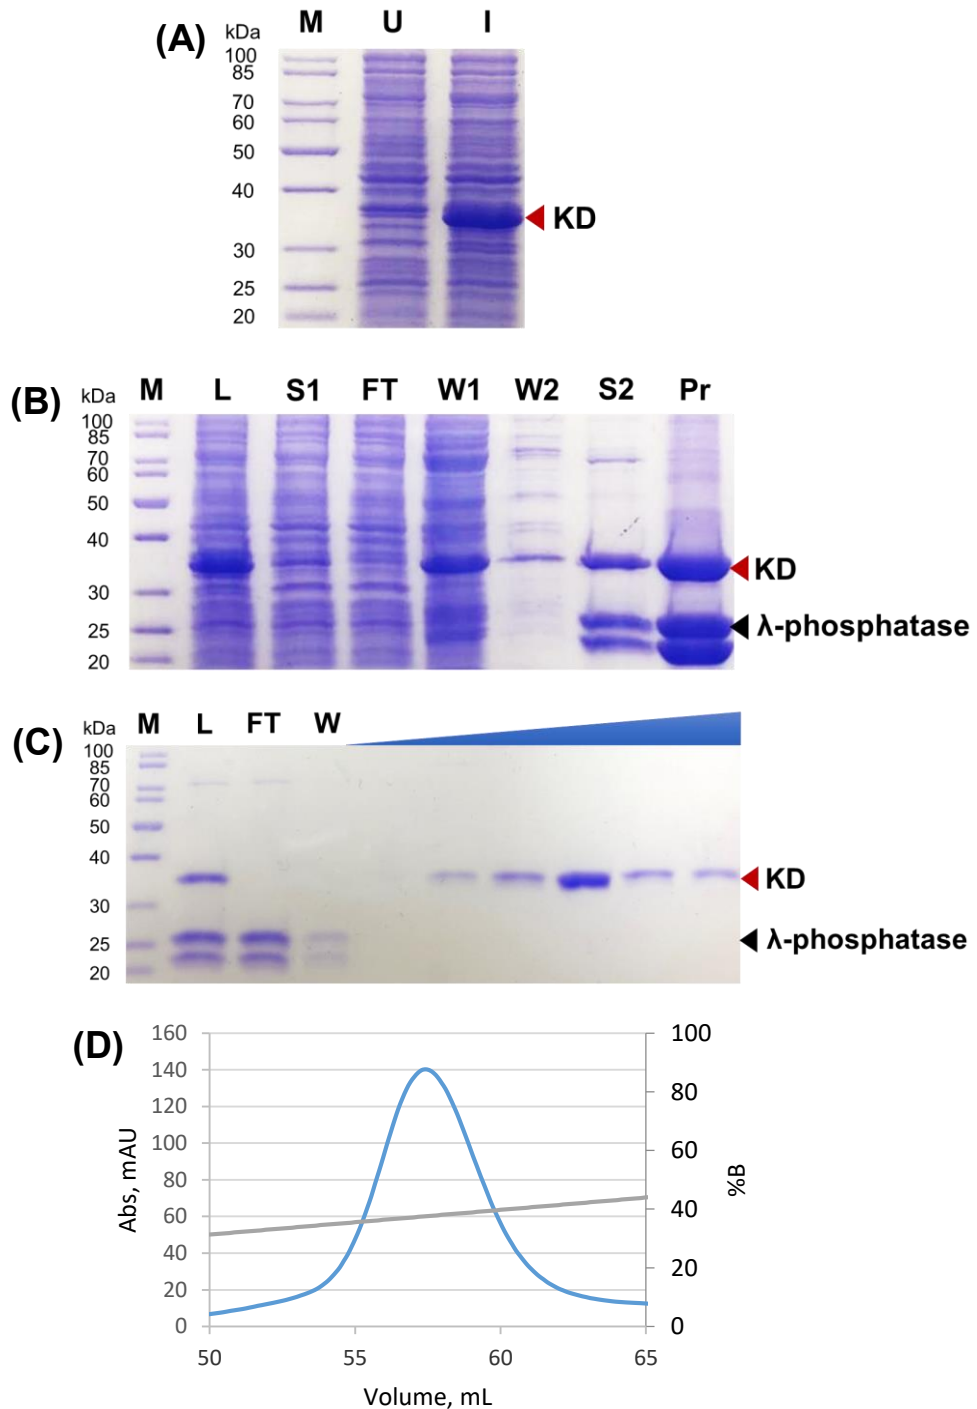 (A)
kDa M U I
100
85
70
60
50
40
30
25
20
KD
(B)
kDa M L S1 FT W1 W2 S2 Pr
100
85
70
60
50
40
30
25
20
KD
λ-phosphatase
(C)
kDa M L FT W
100
85
70
60
50
40
30
25
20
KD
λ-phosphatase
(D)
160
140
120
100
80
60
40
20
0
Abs, mAU
100
80
60
40
20
0
%B
50 55 60 65
Volume, mL